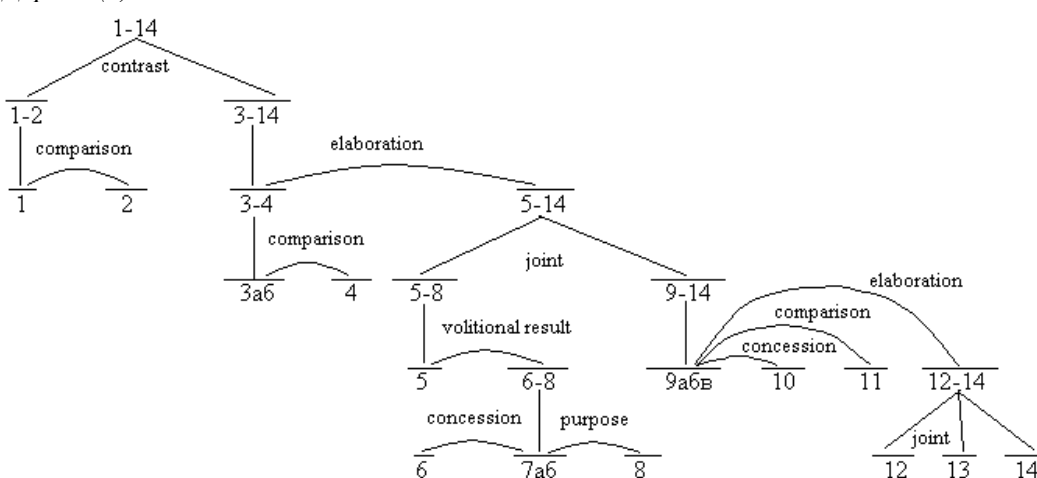 1-14
contrast
1-2 3-14
comparison elaboration
1 2 3-4 5-14
comparison joint elaboration
3аб 4 5-8 9-14
comparison
volitional result concession
5 6-8 9абв 10 11 12-14
concession purpose
joint
6 7аб 8 12 13 14